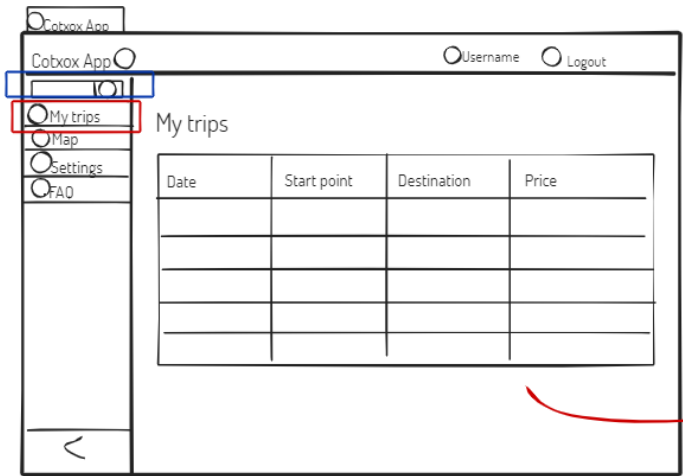 Cotxox App
Cotxox App Username Logout
My trips
Map
Settings
FAQ
My trips
Date Start point Destination Price